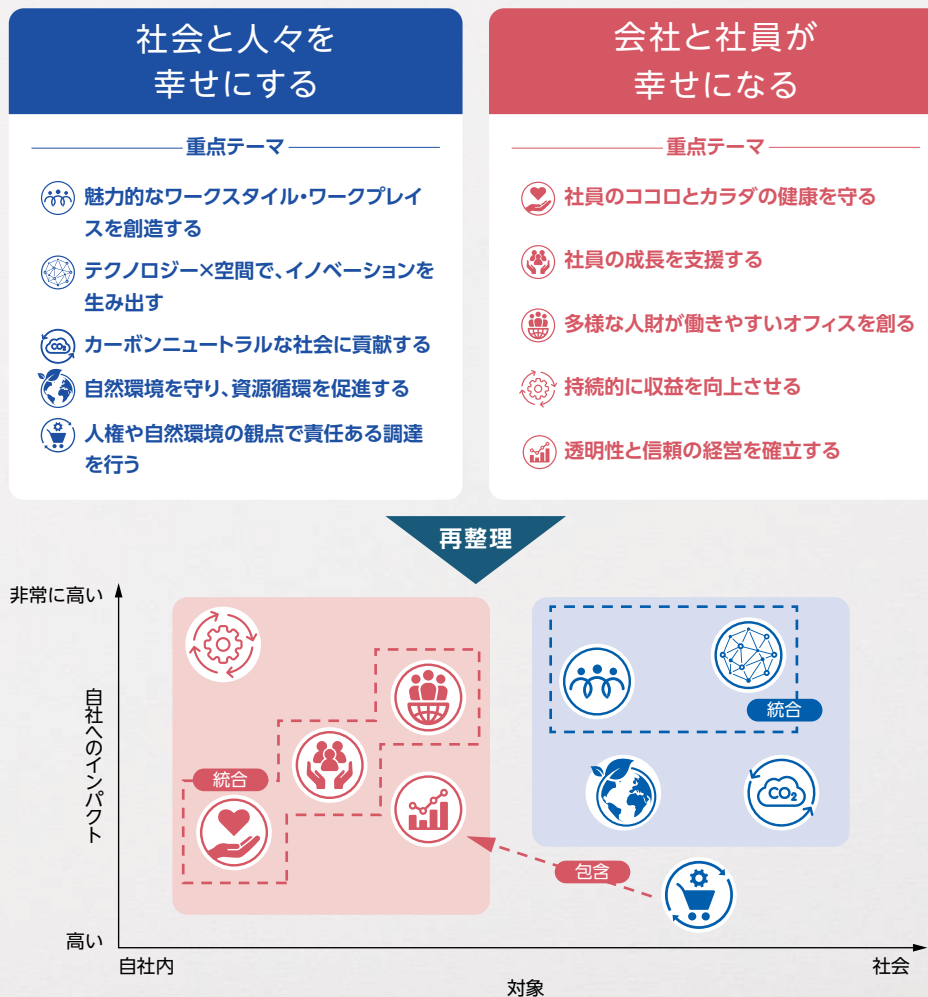 社会と人々を
幸せにする
重点テーマ
魅力的なワークスタイル・ワークプレイ
スを創造する
テクノロジー×空間で、イノベーションを
生み出す
カーボンニュートラルな社会に貢献する
自然環境を守り、資源循環を促進する
人権や自然環境の観点で責任ある調達
を行う
会社と社員が
幸せになる
重点テーマ
社員のココロとカラダの健康を守る
社員の成長を支援する
多様な人財が働きやすいオフィスを創る
持続的に収益を向上させる
透明性と信頼の経営を確立する
再整理
非常に高い
自社へのインパクト
高い
統合
統合
CO2
包含
自社内
社会
対象